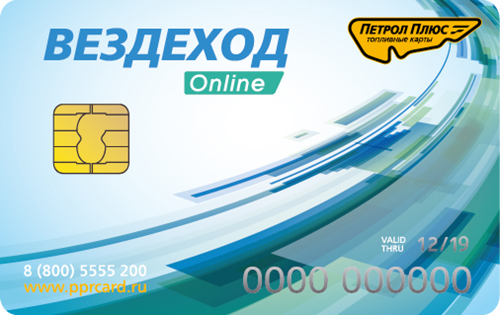 ВЕЗДЕХОД
Online
ПЕТРОЛ ПЛЮС
ТОПЛИВНЫЕ КАРТЫ
VALID THRU 12/19
8 (800) 5555 200
0000 000000
www.pprcard.ru